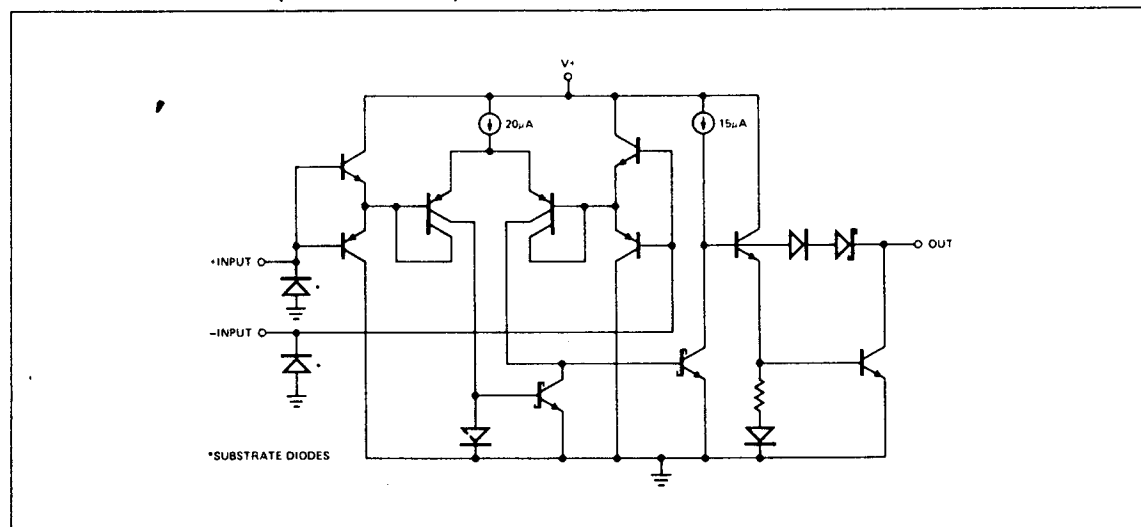 V+
20μA
15μA
OUT
+INPUT
-INPUT
*
*
*SUBSTRATE DIODES